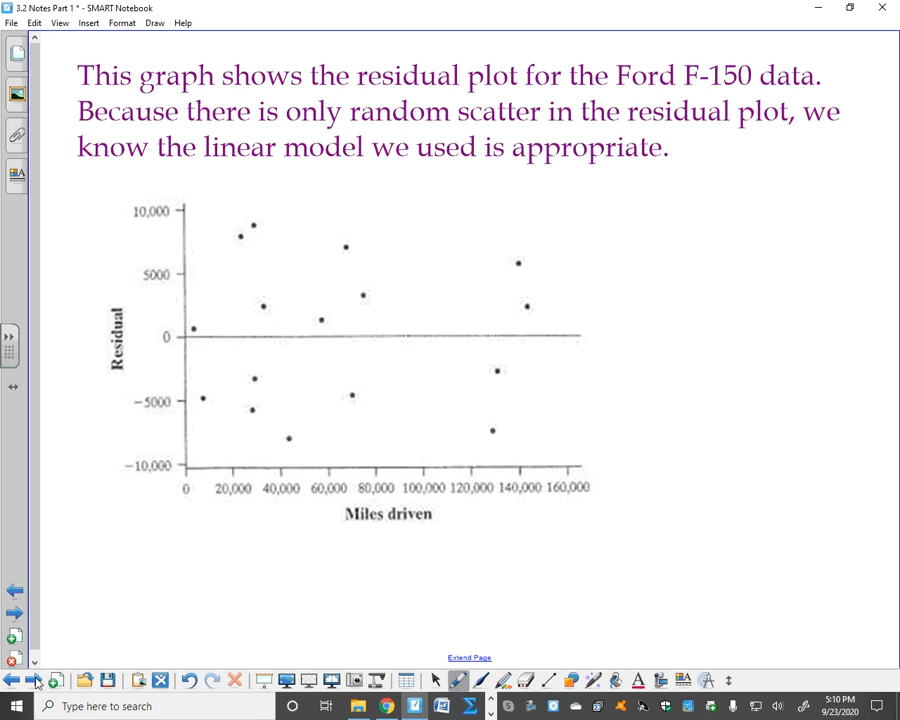 3.2 Notes Part 1 * - SMART Notebook
File Edit View Insert Format Draw Help
This graph shows the residual plot for the Ford F-150 data.
Because there is only random scatter in the residual plot, we
know the linear model we used is appropriate.
10,000
5000
0
−5000
−10,000
Residual
0 20,000 40,000 60,000 80,000 100,000 120,000 140,000 160,000
Miles driven
Extend Page
Type here to search
5:10 PM
9/23/2020